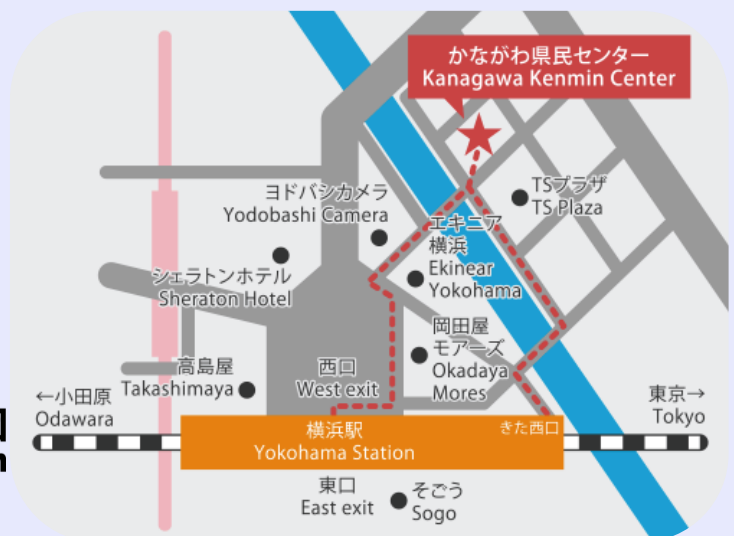 かながわ県民センター
Kanagawa Kenmin Center
ヨドバシカメラ
Yodobashi Camera
TSプラザ
TS Plaza
エキニア
横浜
Ekinear
Yokohama
シェラトンホテル
Sheraton Hotel
岡田屋
モアーズ
Okadaya
Mores
西口
West exit
高島屋
Takashimaya
←小田原
Odawara
東京→
Tokyo
横浜駅
Yokohama Station
きた西口
東口
East exit
そごう
Sogo